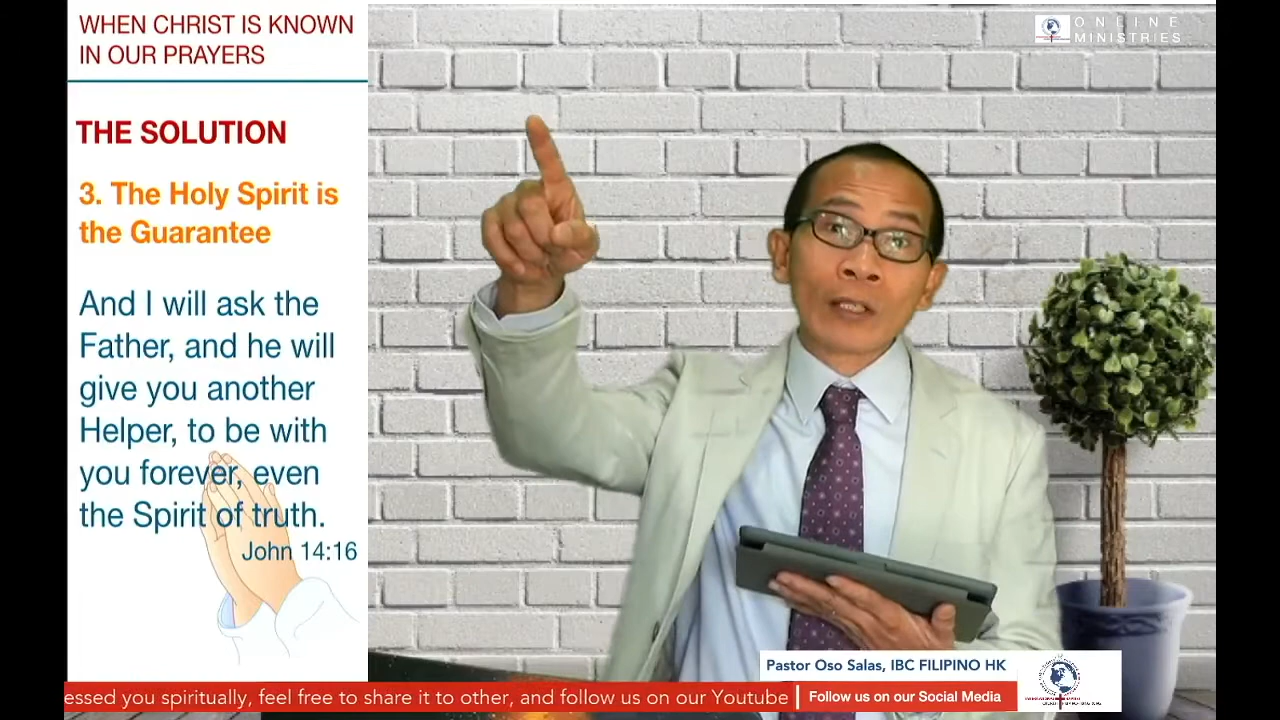 WHEN CHRIST IS KNOWN
IN OUR PRAYERS
THE SOLUTION
3. The Holy Spirit is
the Guarantee
And I will ask the
Father, and he will
give you another
Helper, to be with
you forever, even
the Spirit of truth.
John 14:16
ONLINE
MINISTRIES
Pastor Oso Salas, IBC FILIPINO HK
essed you spiritually, feel free to share it to other, and follow us on our Youtube
Follow us on our Social Media